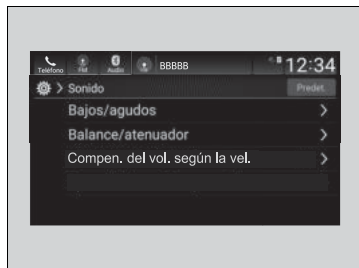 Teléfono FM Audio BBBBB 12:34
Sonido Predet.
Bajos/agudos
Balance/atenuador
Compen. del vol. según la vel.